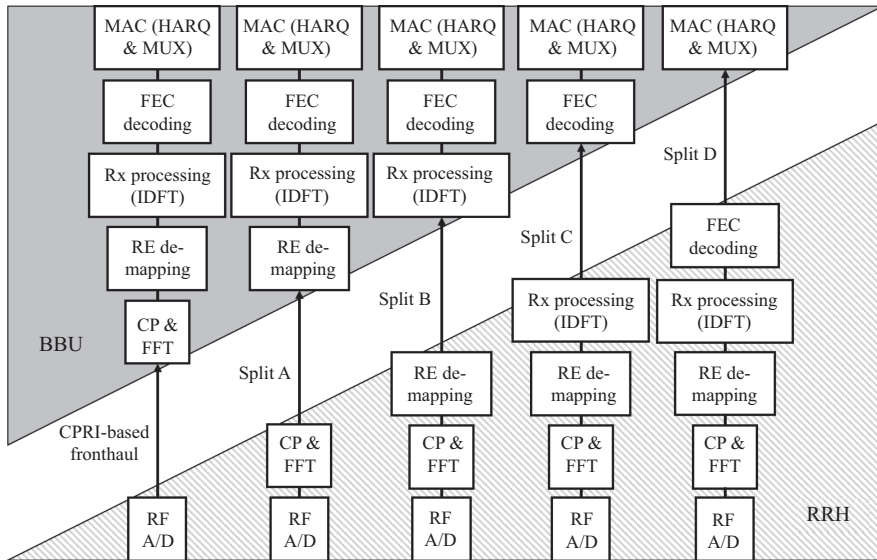 MAC (HARQ
& MUX)
MAC (HARQ
& MUX)
MAC (HARQ
& MUX)
MAC (HARQ
& MUX)
MAC (HARQ
& MUX)
FEC
decoding
FEC
decoding
FEC
decoding
FEC
decoding
Split D
Rx processing
(IDFT)
Rx processing
(IDFT)
Rx processing
(IDFT)
Split C
FEC
decoding
RE de-
mapping
RE de-
mapping
Split B
Rx processing
(IDFT)
Rx processing
(IDFT)
BBU
CP &
FFT
Split A
RE de-
mapping
RE de-
mapping
RE de-
mapping
CPRI-based
fronthaul
CP &
FFT
CP &
FFT
CP &
FFT
CP &
FFT
RF
A/D
RF
A/D
RF
A/D
RF
A/D
RF
A/D
RRH